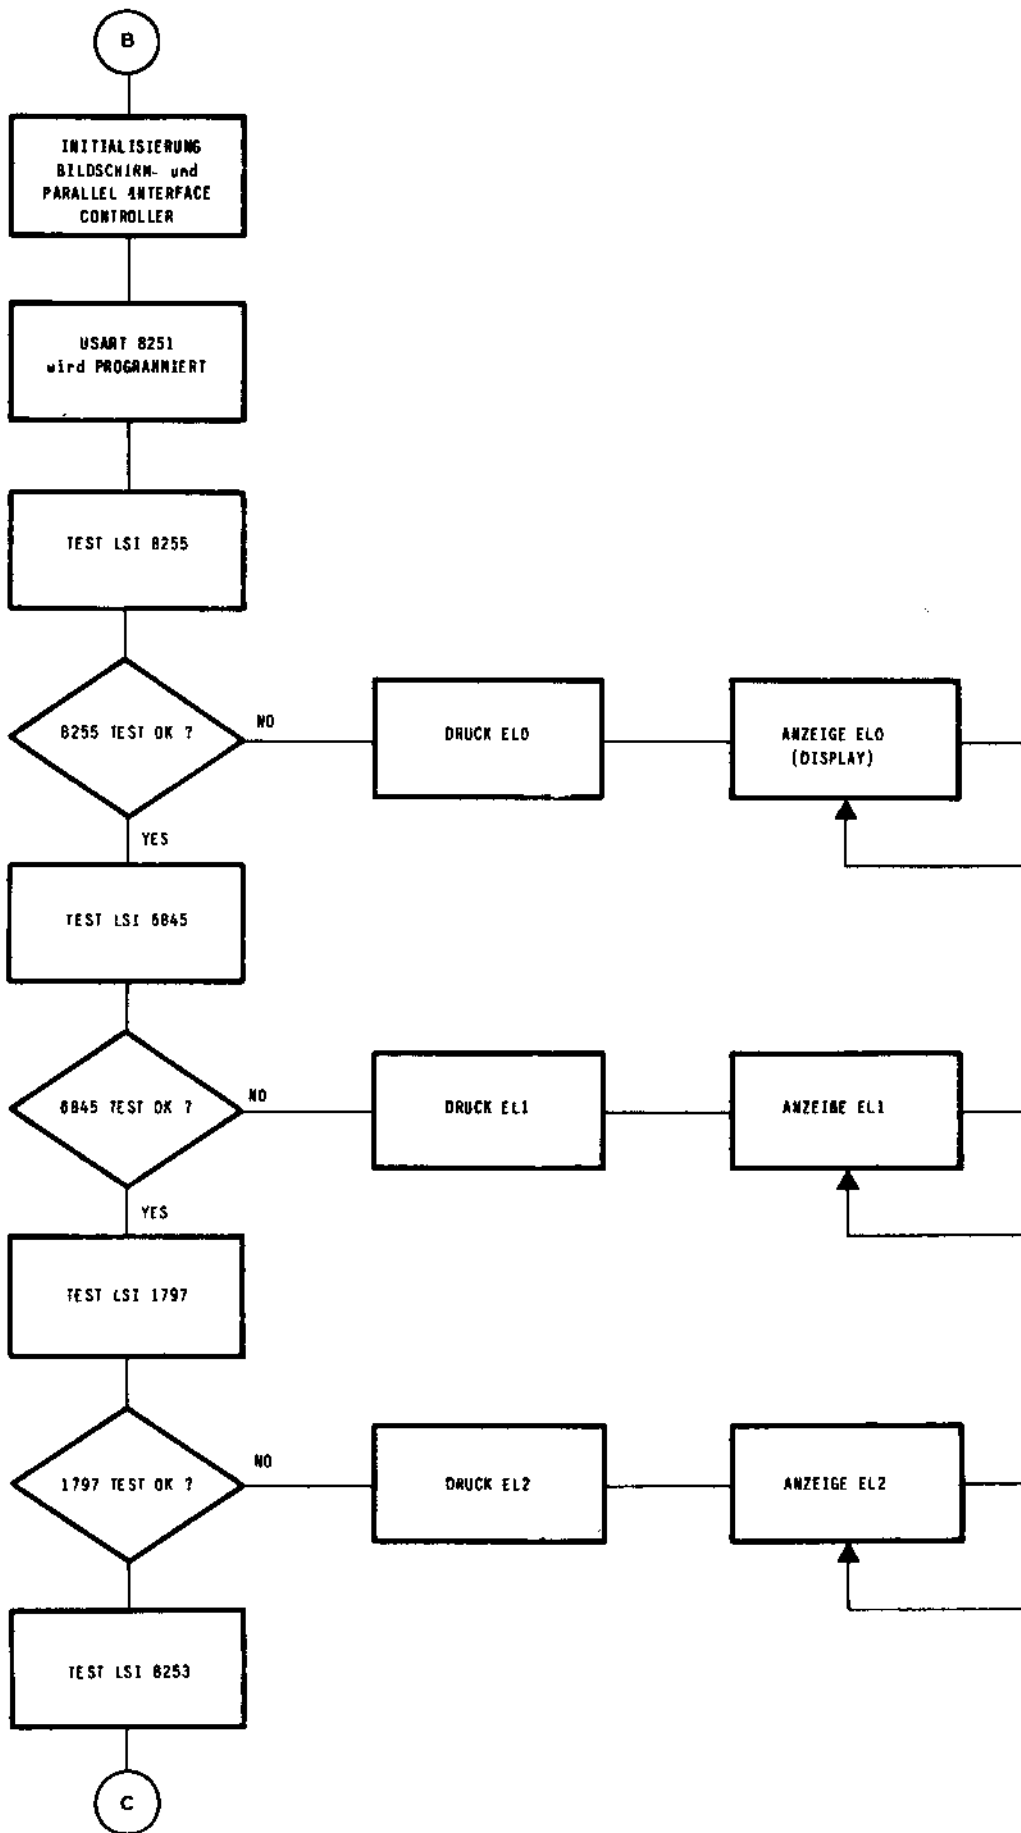 B
INITIALISIERUNG
BILDSCHIRM- und
PARALLEL INTERFACE
CONTROLLER
USART 8251
wird PROGRAMMIERT
TEST LSI 8255
8255 TEST OK ?
NO
DRUCK EL0
ANZEIGE EL0
(DISPLAY)
YES
TEST LSI 6845
6845 TEST OK ?
NO
DRUCK EL1
ANZEIGE EL1
YES
TEST LSI 1797
1797 TEST OK ?
NO
DRUCK EL2
ANZEIGE EL2
TEST LSI 8253
C